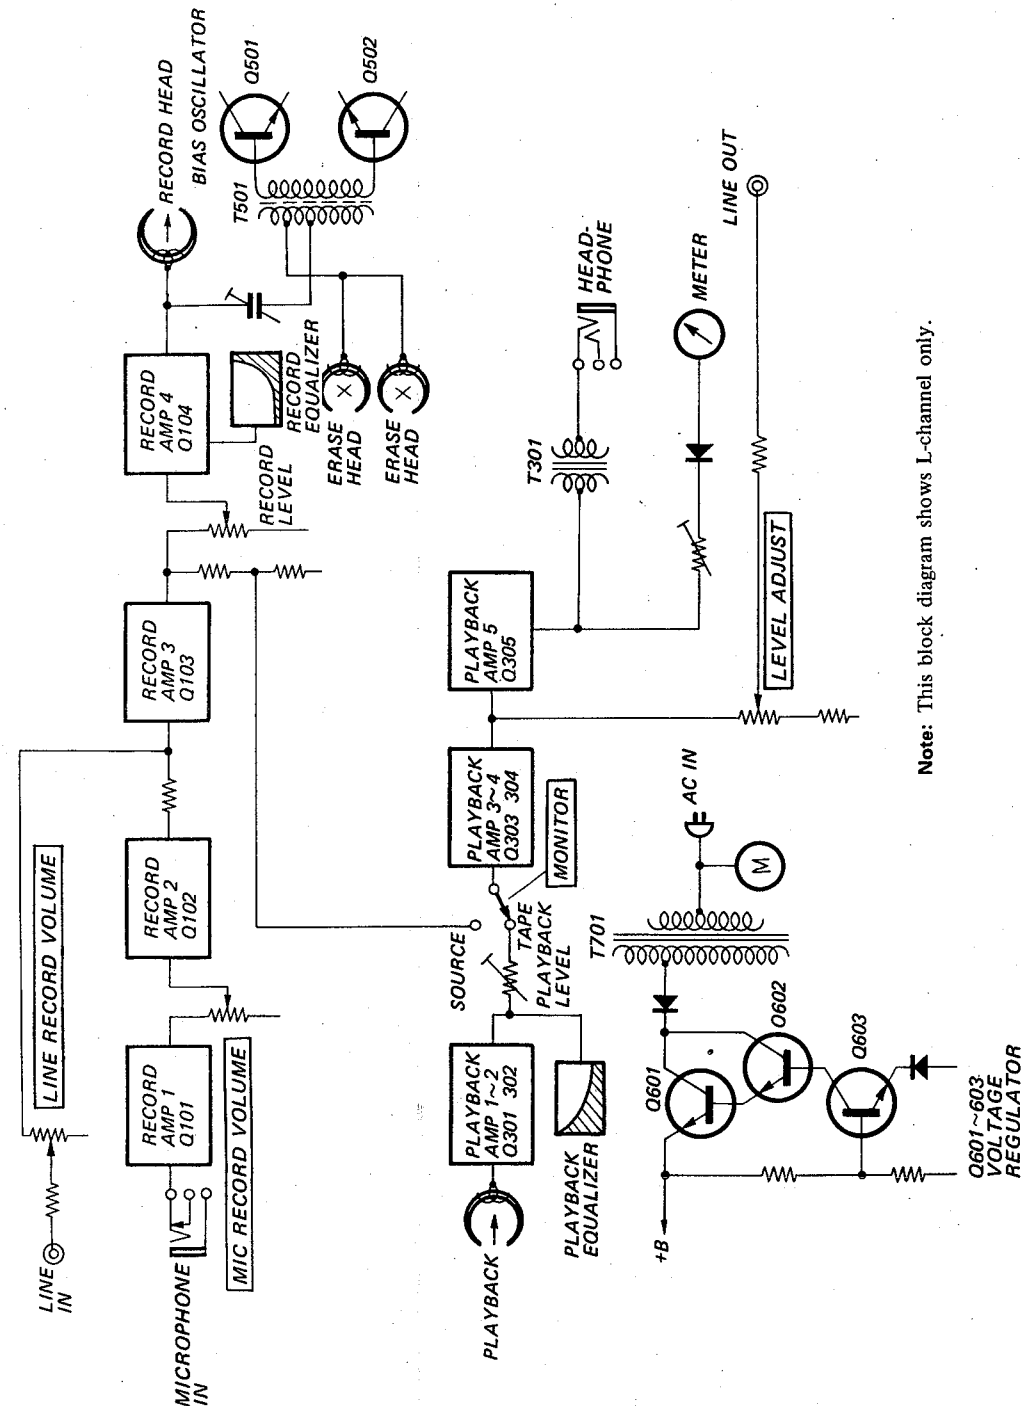 LINE
IN
LINE RECORD VOLUME
MICROPHONE
IN
RECORD
AMP 1
Q101
MIC RECORD VOLUME
RECORD
AMP 2
Q102
RECORD
AMP 3
Q103
RECORD
LEVEL
RECORD
AMP 4
Q104
RECORD
EQUALIZER
RECORD HEAD
BIAS OSCILLATOR
T501
Q501
Q502
ERASE
HEAD
X
ERASE
HEAD
X
PLAYBACK
PLAYBACK
AMP 1~2
Q301 302
PLAYBACK
EQUALIZER
SOURCE
TAPE
PLAYBACK
LEVEL
MONITOR
PLAYBACK
AMP 3~4
Q303 304
PLAYBACK
AMP 5
Q305
T301
HEAD-
PHONE
METER
LEVEL ADJUST
LINE OUT
+B
Q601
Q602
Q603
Q601~603
VOLTAGE
REGULATOR
T701
M
AC IN
Note: This block diagram shows L-channel only.